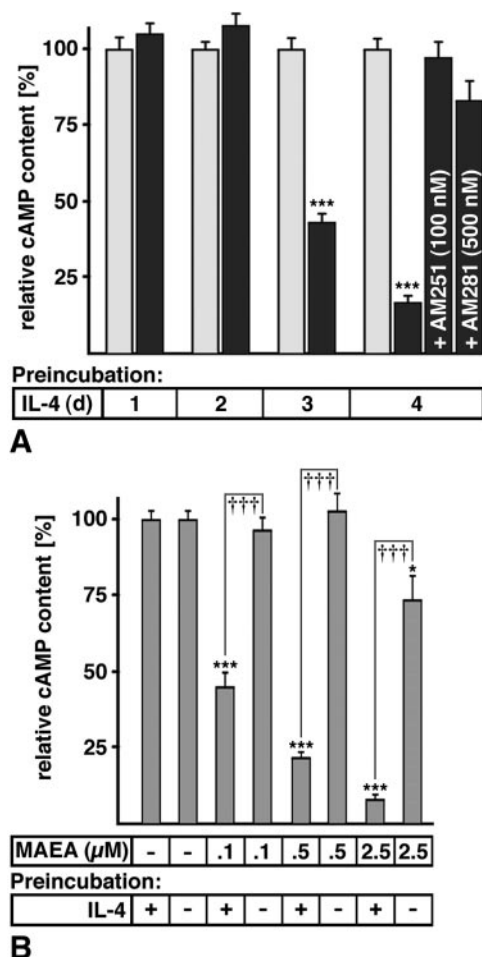 relative cAMP content [%]
100
75
50
25
***
***
+ AM251 (100 nM)
+ AM281 (500 nM)
Preincubation:
IL-4 (d) 1 2 3 4
A
relative cAMP content [%]
100
75
50
25
††† ††† †††
*** *** *** *
MAEA (µM) - - .1 .1 .5 .5 2.5 2.5
Preincubation:
IL-4 + - + - + - + -
B